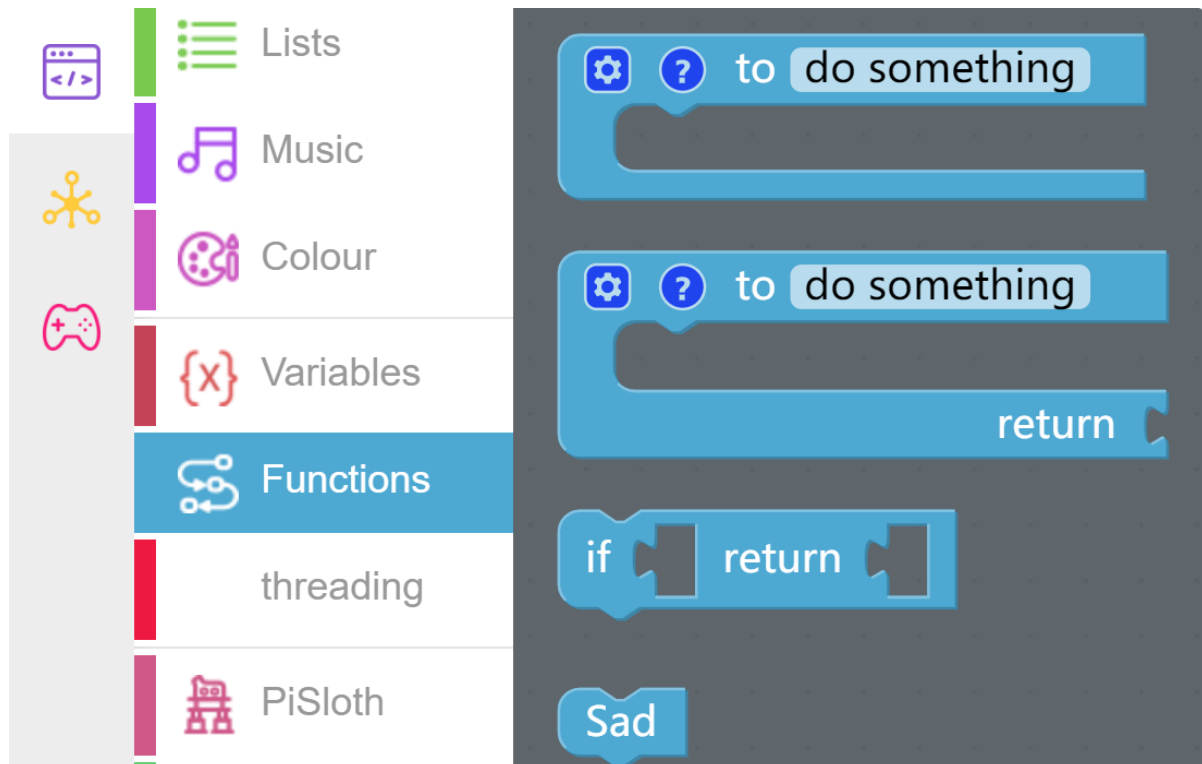 Lists
Music
Colour
Variables
Functions
threading
PiSloth
? to do something
? to do something
return
if return
Sad